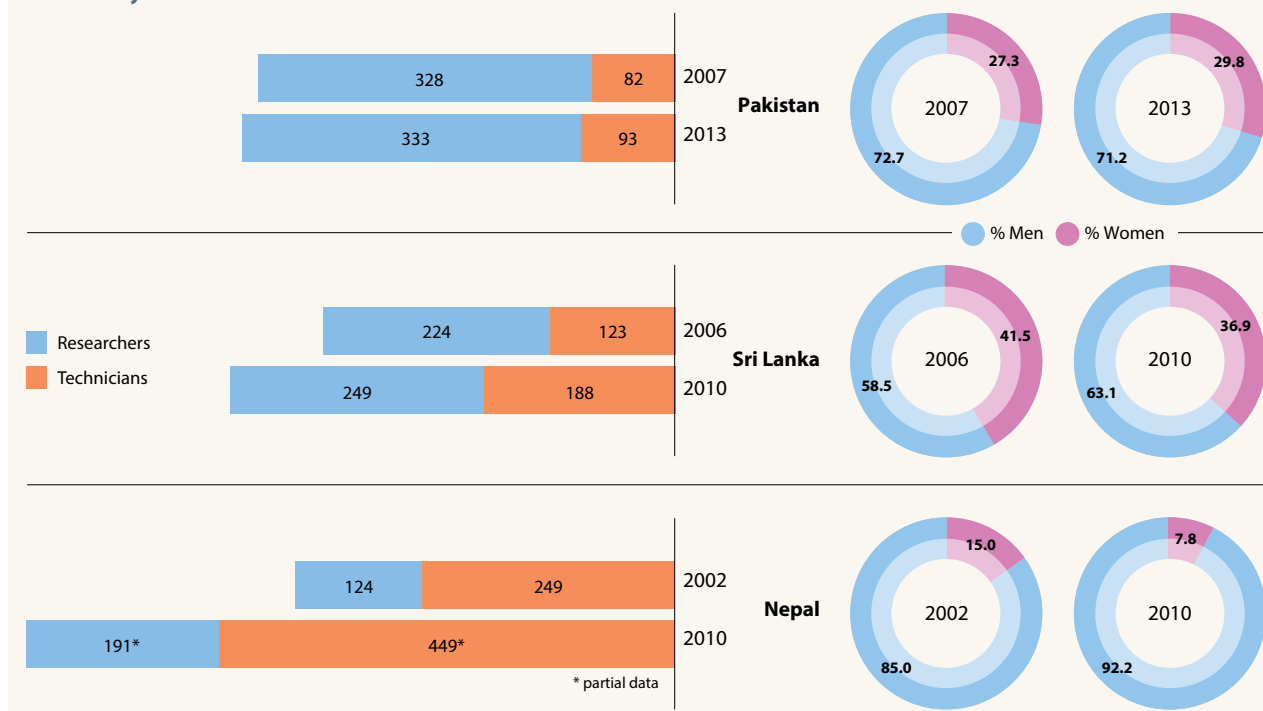 328 82 2007
333 93 2013
Pakistan
27.3
72.7
2007
29.8
71.2
2013
% Men % Women
Researchers
Technicians
224 123 2006
249 188 2010
Sri Lanka
41.5
58.5
2006
36.9
63.1
2010
124 249 2002
191* 449* 2010
* partial data
Nepal
15.0
85.0
2002
7.8
92.2
2010